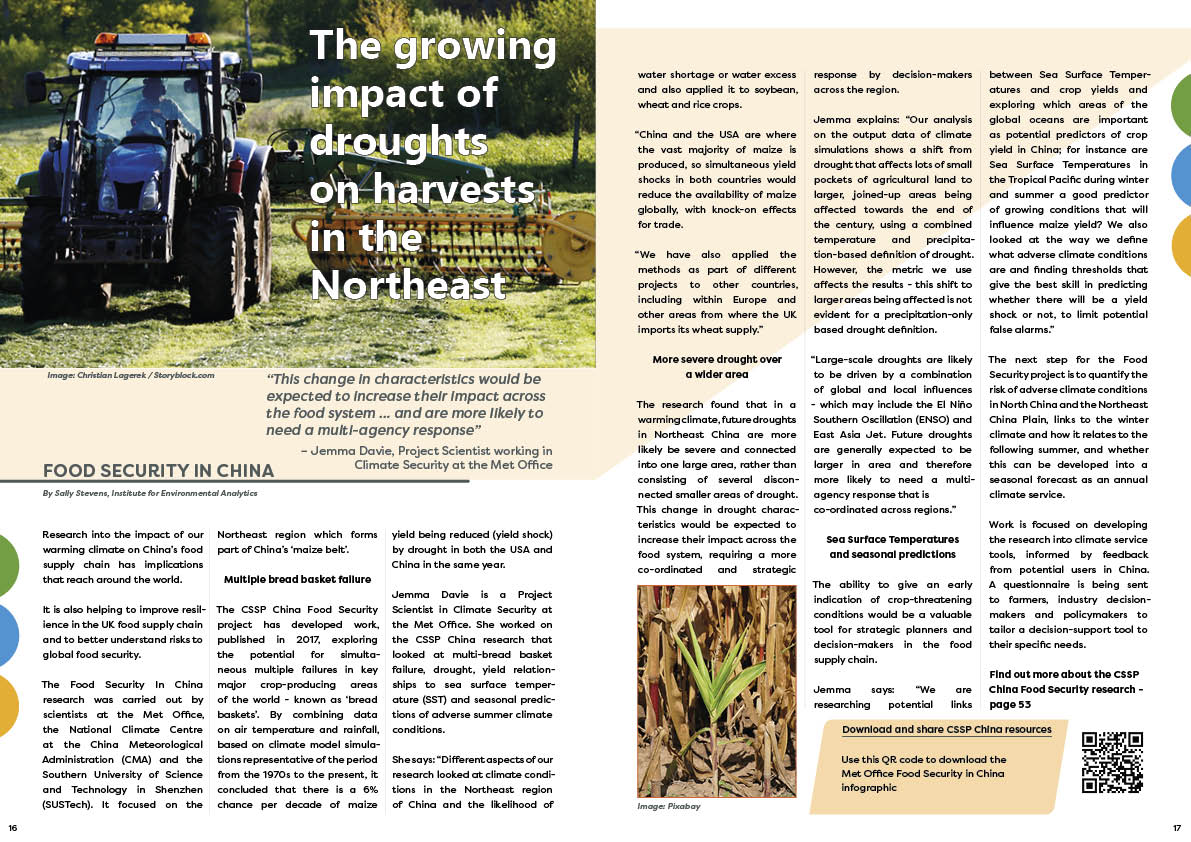 The growing
impact of
droughts
on harvests
in the
Northeast
Image: Christian Lagerek / Storyblock.com
“This change in characteristics would be
expected to increase their impact across
the food system ... and are more likely to
need a multi-agency response”
– Jemma Davie, Project Scientist working in
Climate Security at the Met Office
FOOD SECURITY IN CHINA
By Sally Stevens, Institute for Environmental Analytics
Research into the impact of our
warming climate on China’s food
supply chain has implications
that reach around the world.
It is also helping to improve resil-
ience in the UK food supply chain
and to better understand risks to
global food security.
The Food Security In China
research was carried out by
scientists at the Met Office,
the National Climate Centre
at the China Meteorological
Administration (CMA) and the
Southern University of Science
and Technology in Shenzhen
(SUSTech). It focused on the
Northeast region which forms
part of China’s ‘maize belt’.
Multiple bread basket failure
The CSSP China Food Security
project has developed work,
published in 2017, exploring
the potential for simulta-
neous multiple failures in key
major crop-producing areas
of the world - known as ‘bread
baskets’. By combining data
on air temperature and rainfall,
based on climate model simula-
tions representative of the period
from the 1970s to the present, it
concluded that there is a 6%
chance per decade of maize
yield being reduced (yield shock)
by drought in both the USA and
China in the same year.
Jemma Davie is a Project
Scientist in Climate Security at
the Met Office. She worked on
the CSSP China research that
looked at multi-bread basket
failure, drought, yield relation-
ships to sea surface temper-
ature (SST) and seasonal predic-
tions of adverse summer climate
conditions.
She says: “Different aspects of our
research looked at climate condi-
tions in the Northeast region
of China and the likelihood of
16
water shortage or water excess
and also applied it to soybean,
wheat and rice crops.
“China and the USA are where
the vast majority of maize is
produced, so simultaneous yield
shocks in both countries would
reduce the availability of maize
globally, with knock-on effects
for trade.
“We have also applied the
methods as part of different
projects to other countries,
including within Europe and
other areas from where the UK
imports its wheat supply.”
More severe drought over
a wider area
The research found that in a
warming climate, future droughts
in Northeast China are more
likely be severe and connected
into one large area, rather than
consisting of several discon-
nected smaller areas of drought.
This change in drought charac-
teristics would be expected to
increase their impact across the
food system, requiring a more
co-ordinated and strategic
Image: Pixabay
response by decision-makers
across the region.
Jemma explains: “Our analysis
on the output data of climate
simulations shows a shift from
drought that affects lots of small
pockets of agricultural land to
larger, joined-up areas being
affected towards the end of
the century, using a combined
temperature and precipita-
tion-based definition of drought.
However, the metric we use
affects the results - this shift to
larger areas being affected is not
evident for a precipitation-only
based drought definition.
“Large-scale droughts are likely
to be driven by a combination
of global and local influences
- which may include the El Niño
Southern Oscillation (ENSO) and
East Asia Jet. Future droughts
are generally expected to be
larger in area and therefore
more likely to need a multi-
agency response that is
co-ordinated across regions.”
Sea Surface Temperatures
and seasonal predictions
The ability to give an early
indication of crop-threatening
conditions would be a valuable
tool for strategic planners and
decision-makers in the food
supply chain.
Jemma says: “We are
researching potential links
between Sea Surface Temper-
atures and crop yields and
exploring which areas of the
global oceans are important
as potential predictors of crop
yield in China; for instance are
Sea Surface Temperatures in
the Tropical Pacific during winter
and summer a good predictor
of growing conditions that will
influence maize yield? We also
looked at the way we define
what adverse climate conditions
are and finding thresholds that
give the best skill in predicting
whether there will be a yield
shock or not, to limit potential
false alarms.”
The next step for the Food
Security project is to quantify the
risk of adverse climate conditions
in North China and the Northeast
China Plain, links to the winter
climate and how it relates to the
following summer, and whether
this can be developed into a
seasonal forecast as an annual
climate service.
Work is focused on developing
the research into climate service
tools, informed by feedback
from potential users in China.
A questionnaire is being sent
to farmers, industry decision-
makers and policymakers to
tailor a decision-support tool to
their specific needs.
Find out more about the CSSP
China Food Security research –
page 53
Download and share CSSP China resources
Use this QR code to download the
Met Office Food Security in China
infographic
17